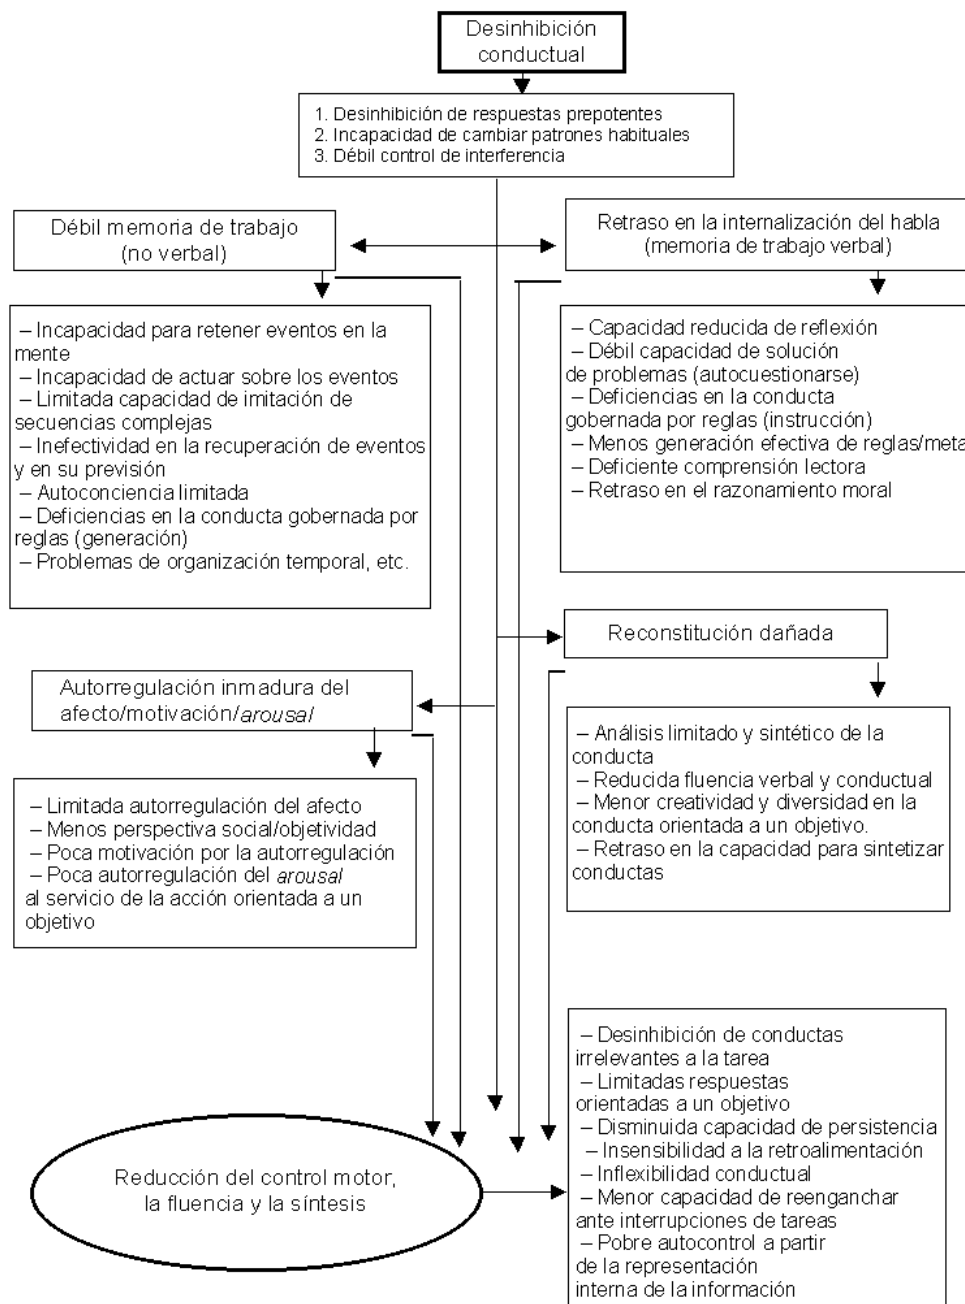 Desinhibición
conductual
1. Desinhibición de respuestas prepotentes
2. Incapacidad de cambiar patrones habituales
3. Débil control de interferencia
Débil memoria de trabajo
(no verbal)
Retraso en la internalización del habla
(memoria de trabajo verbal)
– Incapacidad para retener eventos en la
mente
– Incapacidad de actuar sobre los eventos
– Limitada capacidad de imitación de
secuencias complejas
– Inefectividad en la recuperación de eventos
y en su previsión
– Autoconciencia limitada
– Deficiencias en la conducta gobernada por
reglas (generación)
– Problemas de organización temporal, etc.
– Capacidad reducida de reflexión
– Débil capacidad de solución
de problemas (autocuestionarse)
– Deficiencias en la conducta
gobernada por reglas (instrucción)
– Menos generación efectiva de reglas/meta
– Deficiente comprensión lectora
– Retraso en el razonamiento moral
Reconstitución dañada
Autorregulación inmadura del
afecto/motivación/arousal
– Análisis limitado y sintético de la
conducta
– Reducida fluencia verbal y conductual
– Menor creatividad y diversidad en la
conducta orientada a un objetivo.
– Retraso en la capacidad para sintetizar
conductas
– Limitada autorregulación del afecto
– Menos perspectiva social/objetividad
– Poca motivación por la autorregulación
– Poca autorregulación del arousal
al servicio de la acción orientada a un
objetivo
Reducción del control motor,
la fluencia y la síntesis
– Desinhibición de conductas
irrelevantes a la tarea
– Limitadas respuestas
orientadas a un objetivo
– Disminuida capacidad de persistencia
– Insensibilidad a la retroalimentación
– Inflexibilidad conductual
– Menor capacidad de reenganchar
ante interrupciones de tareas
– Pobre autocontrol a partir
de la representación
interna de la información